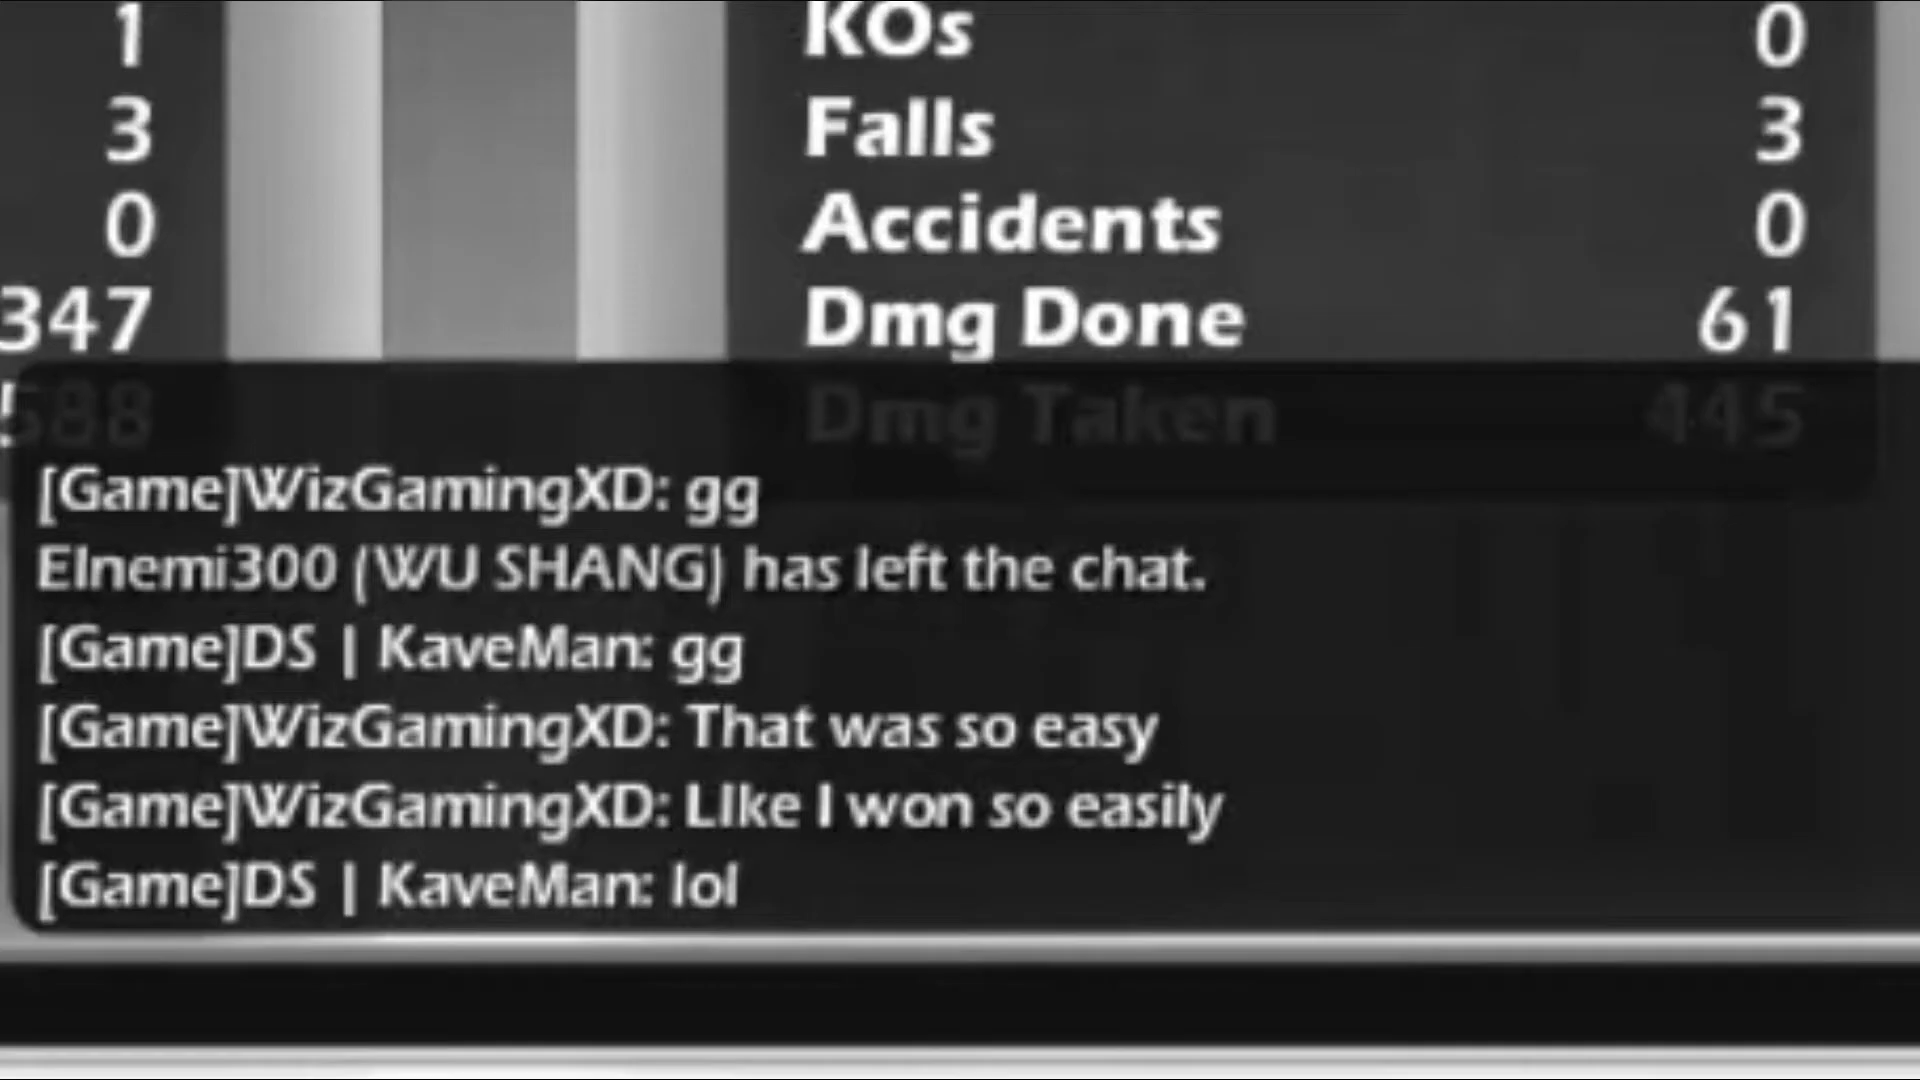 1 KOs 0
3 Falls 3
0 Accidents 0
347 Dmg Done 61
588 Dmg Taken 445
[Game]WizGamingXD: gg
Elnemi300 (WU SHANG) has left the chat.
[Game]DS | KaveMan: gg
[Game]WizGamingXD: That was so easy
[Game]WizGamingXD: LIke I won so easily
[Game]DS | KaveMan: lol